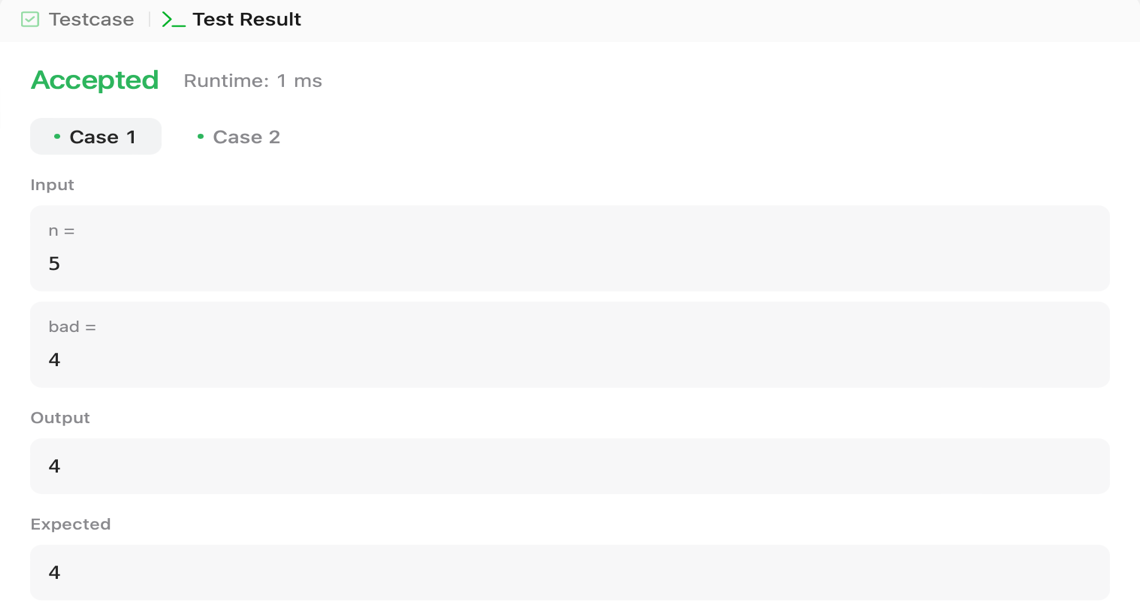 Testcase >_ Test Result
Accepted Runtime: 1 ms
• Case 1 • Case 2
Input
n =
5
bad =
4
Output
4
Expected
4